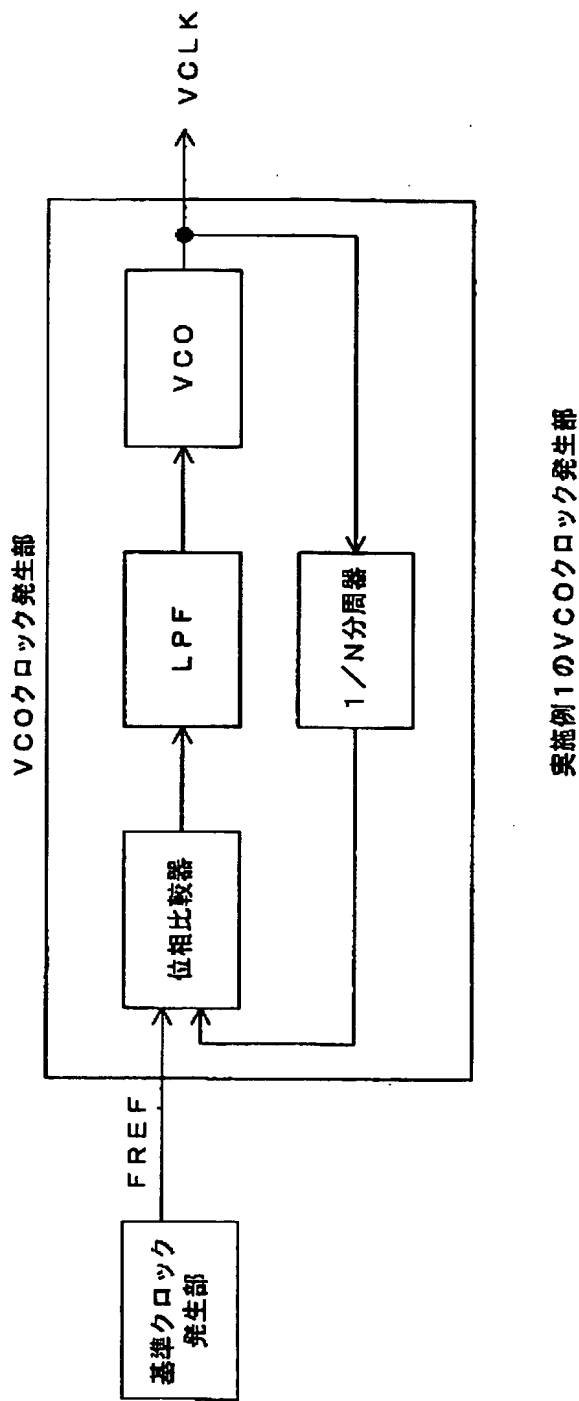 VCOクロック発生部
基準クロック
発生部
FREF
位相比較器
LPF
VCO
VCLK
1/N分周器
実施例1のVCOクロック発生部